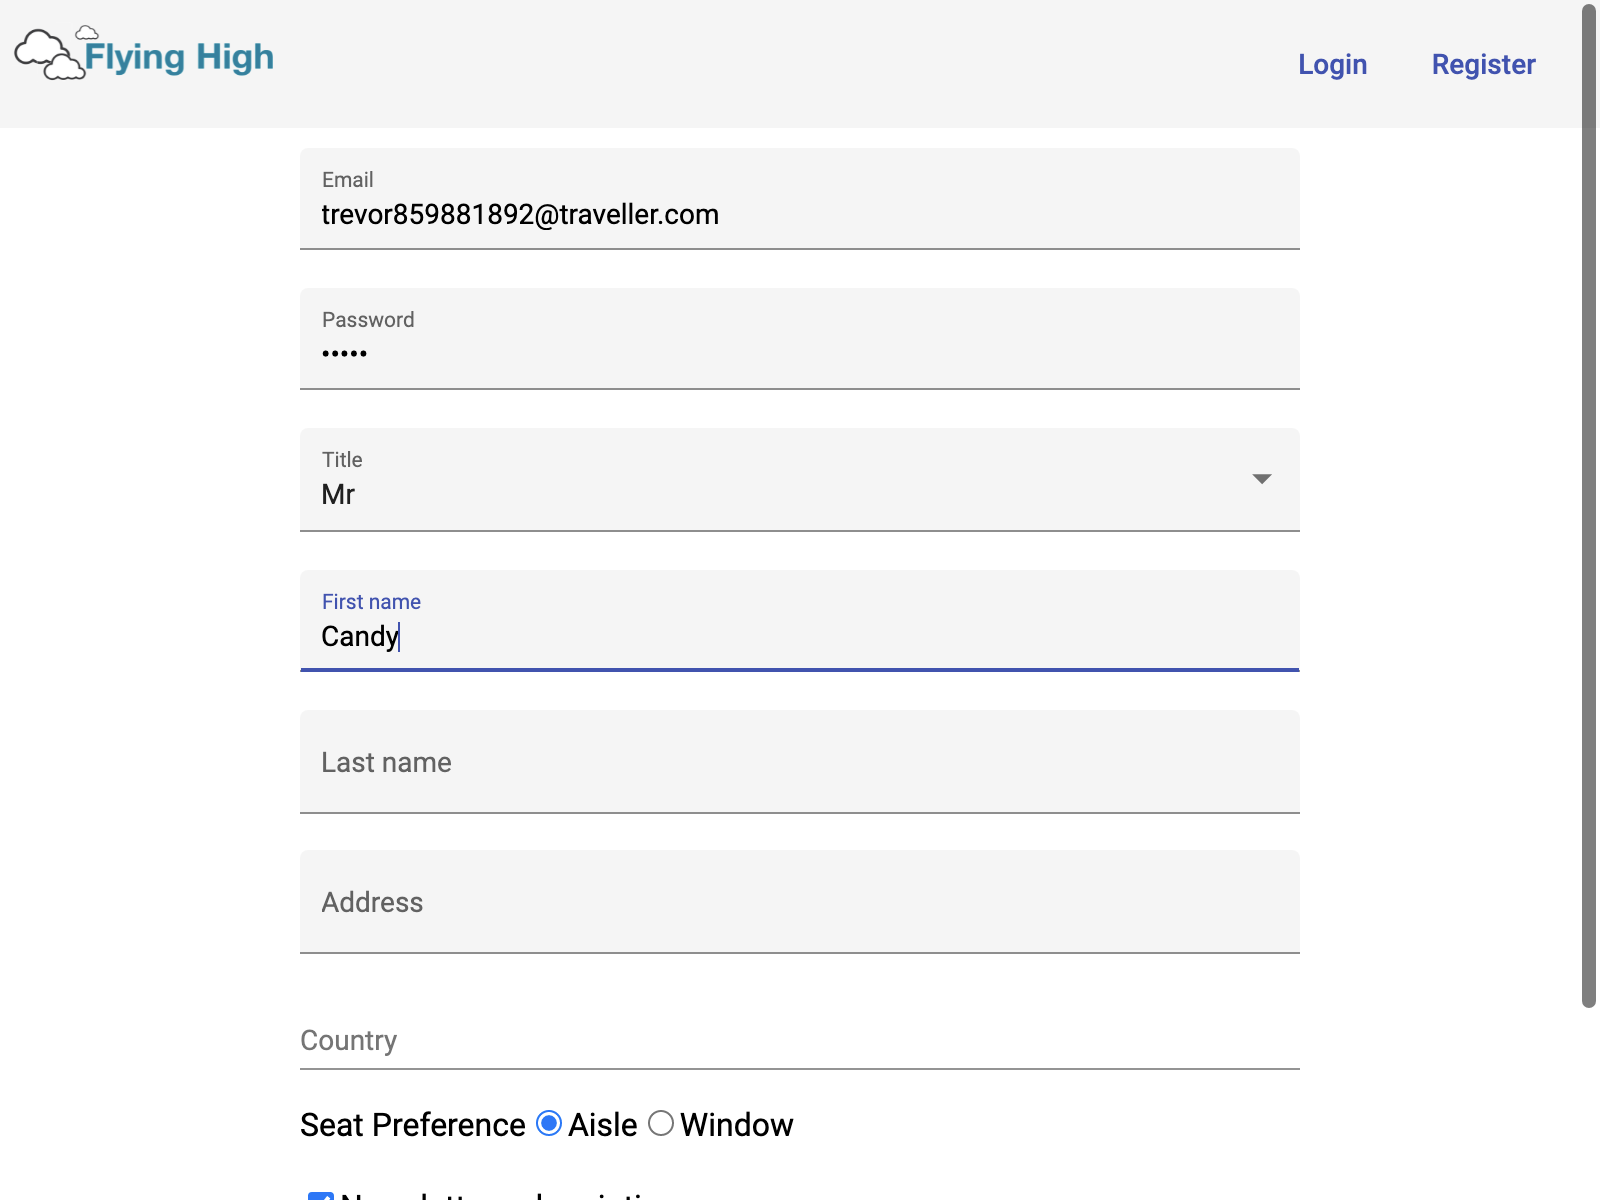 Flying High
Login Register
Email
trevor859881892@traveller.com
Password
•••••
Title
Mr
First name
Candy
Last name
Address
Country
Seat Preference Aisle Window